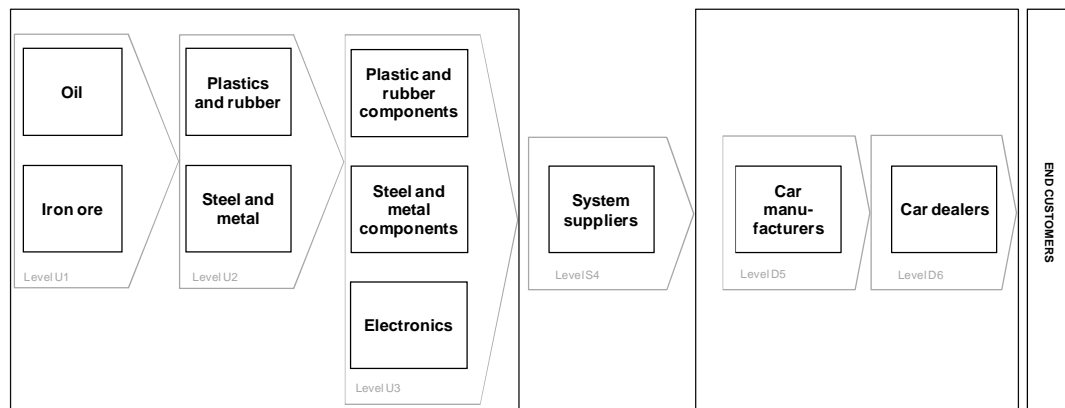 Oil
Iron ore
Level U1
Plastics
and rubber
Steel and
metal
Level U2
Plastic and
rubber
components
Steel and
metal
components
Electronics
Level U3
System
suppliers
Level S4
Car
manu-
facturers
Level D5
Car dealers
Level D6
END CUSTOMERS